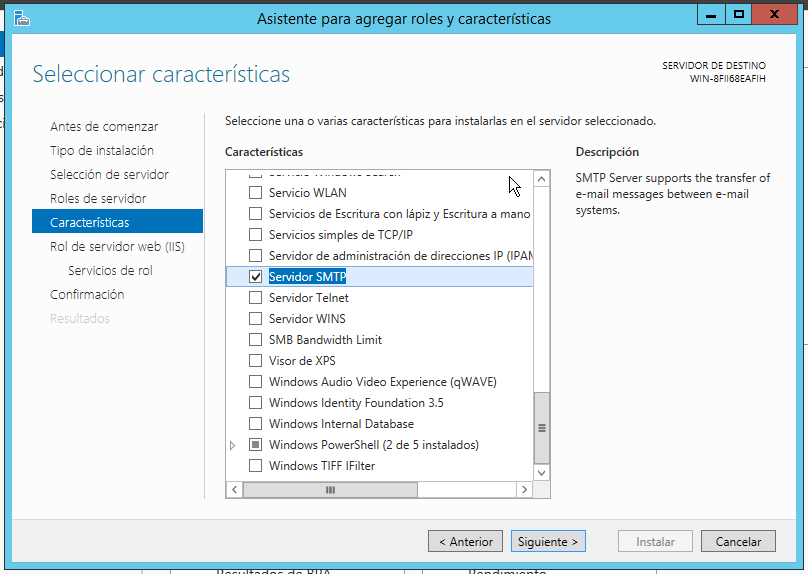 Asistente para agregar roles y características
Seleccionar características
SERVIDOR DE DESTINO
WIN-8FII68EAFIH
Antes de comenzar
Tipo de instalación
Selección de servidor
Roles de servidor
Características
Rol de servidor web (IIS)
Servicios de rol
Confirmación
Resultados
Seleccione una o varias características para instalarlas en el servidor seleccionado.
Características
Servicio WLAN
Servicios de Escritura con lápiz y Escritura a mano
Servicios simples de TCP/IP
Servidor de administración de direcciones IP (IPAM
Servidor SMTP
Servidor Telnet
Servidor WINS
SMB Bandwidth Limit
Visor de XPS
Windows Audio Video Experience (qWAVE)
Windows Identity Foundation 3.5
Windows Internal Database
Windows PowerShell (2 de 5 instalados)
Windows TIFF IFilter
Descripción
SMTP Server supports the transfer of
e-mail messages between e-mail
systems.
< Anterior
Siguiente >
Instalar
Cancelar